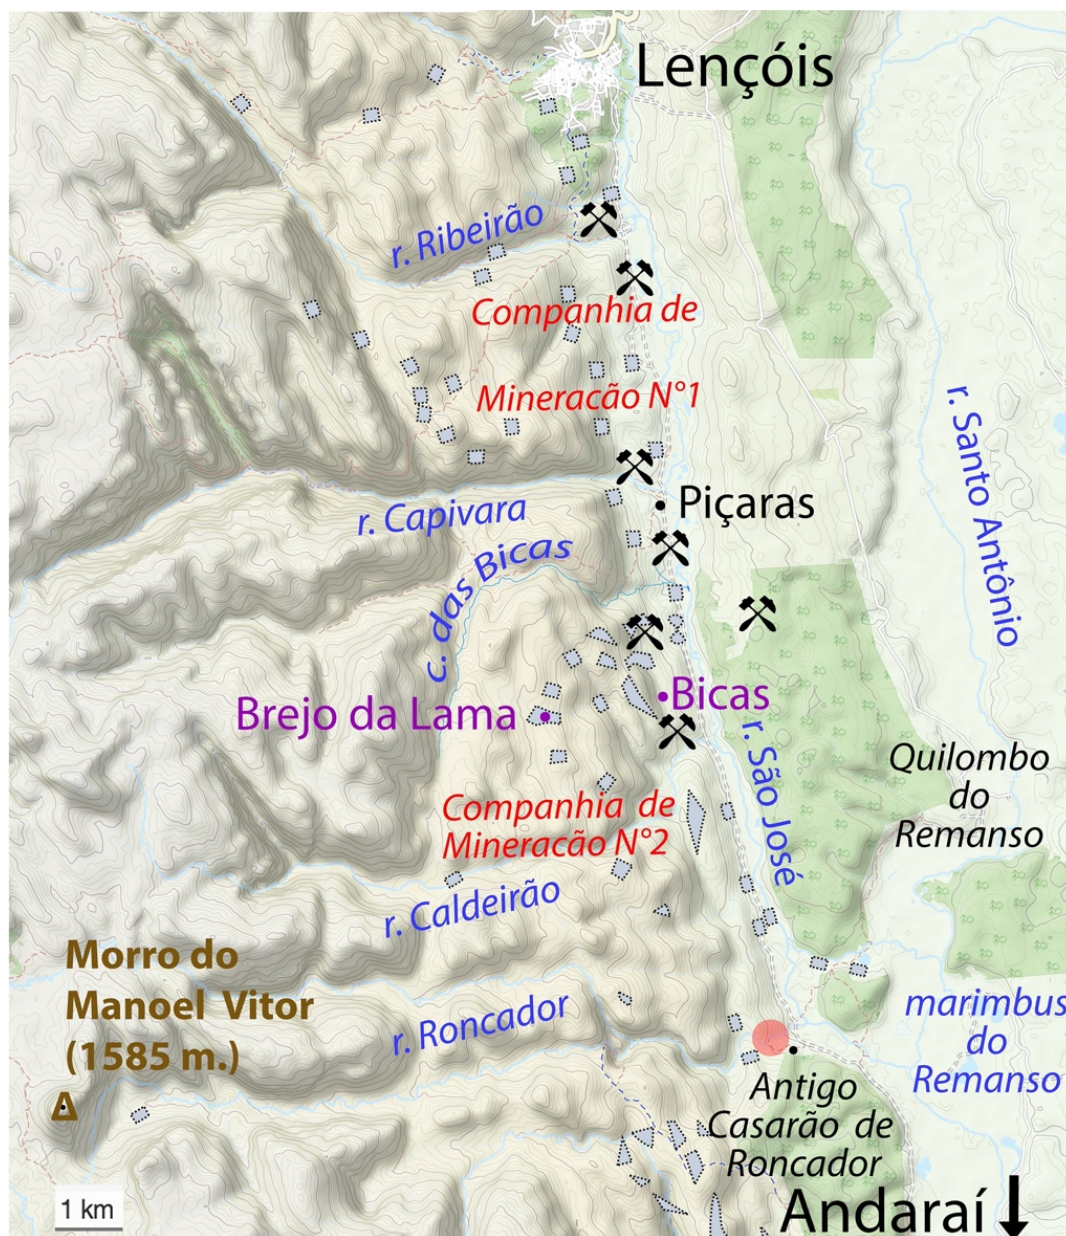 Lençóis
r. Ribeirão
Companhia de
Mineracão N°1
r. Santo Antônio
r. Capivara
Piçaras
c. das Bicas
Bicas
Brejo da Lama
r. São José
Quilombo
do
Remanso
Companhia de
Mineracão N°2
r. Caldeirão
Morro do
Manoel Vitor
(1585 m.)
r. Roncador
marimbus
do
Remanso
Antigo
Casarão de
Roncador
1 km
Andaraí